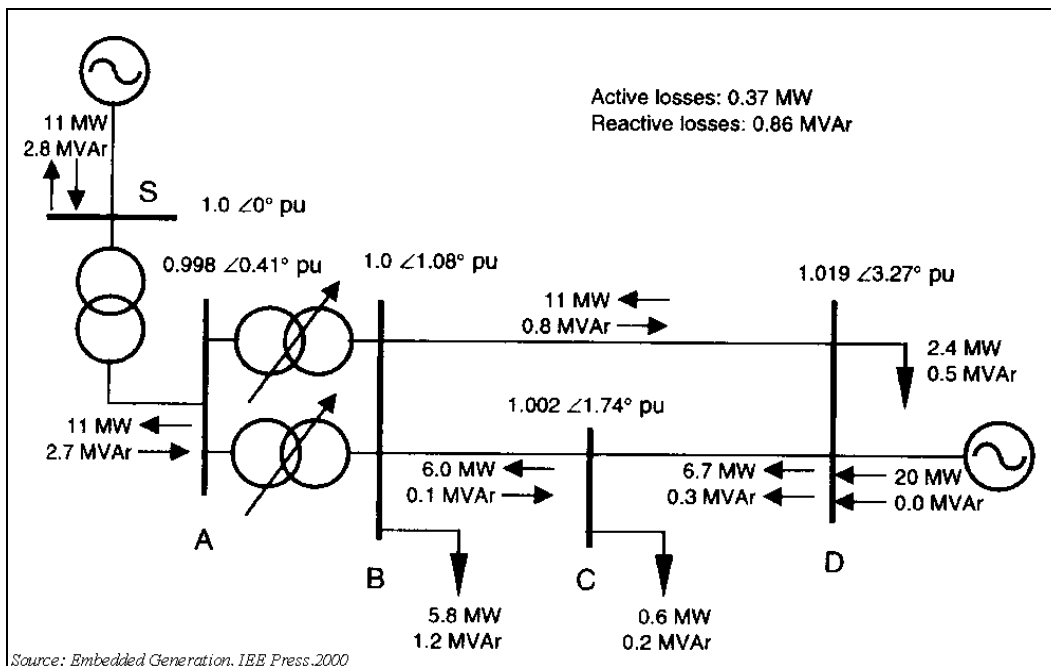 Active losses: 0.37 MW
Reactive losses: 0.86 MVAr
11 MW
2.8 MVAr
S
1.0 ∠0° pu
0.998 ∠0.41° pu
1.0 ∠1.08° pu
1.019 ∠3.27° pu
11 MW
0.8 MVAr
2.4 MW
0.5 MVAr
1.002 ∠1.74° pu
11 MW
2.7 MVAr
6.0 MW
0.1 MVAr
6.7 MW
0.3 MVAr
20 MW
0.0 MVAr
A
B
C
D
5.8 MW
1.2 MVAr
0.6 MW
0.2 MVAr
Source: Embedded Generation, IEE Press,2000